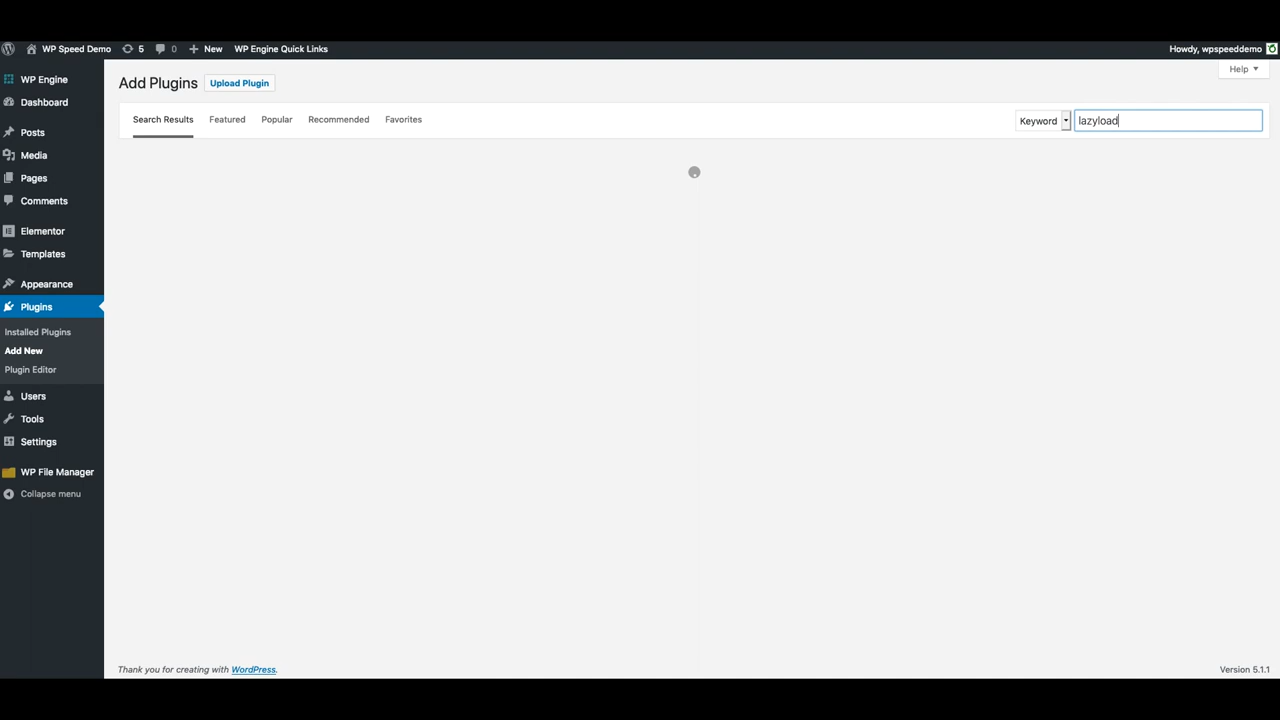 WP Speed Demo 5 0 New WP Engine Quick Links Howdy, wpspeeddemo
Help
WP Engine
Dashboard
Posts
Media
Pages
Comments
Elementor
Templates
Appearance
Plugins
Installed Plugins
Add New
Plugin Editor
Users
Tools
Settings
WP File Manager
Collapse menu
Add Plugins Upload Plugin
Search Results Featured Popular Recommended Favorites Keyword lazyload
Thank you for creating with WordPress. Version 5.1.1